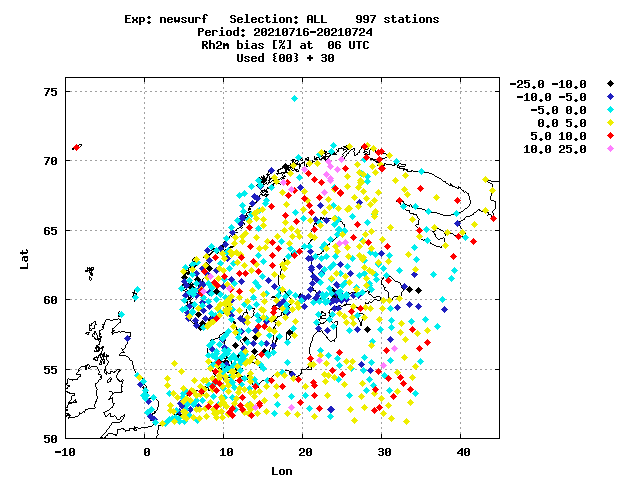 Exp: newsurf   Selection: ALL    997 stations
Period: 20210716-20210724
Rh2m bias [%] at  06 UTC
Used {00} + 30
-25.0 -10.0
-10.0 -5.0
-5.0 0.0
0.0 5.0
5.0 10.0
10.0 25.0
75
70
65
60
55
50
Lat
-10 0 10 20 30 40
Lon